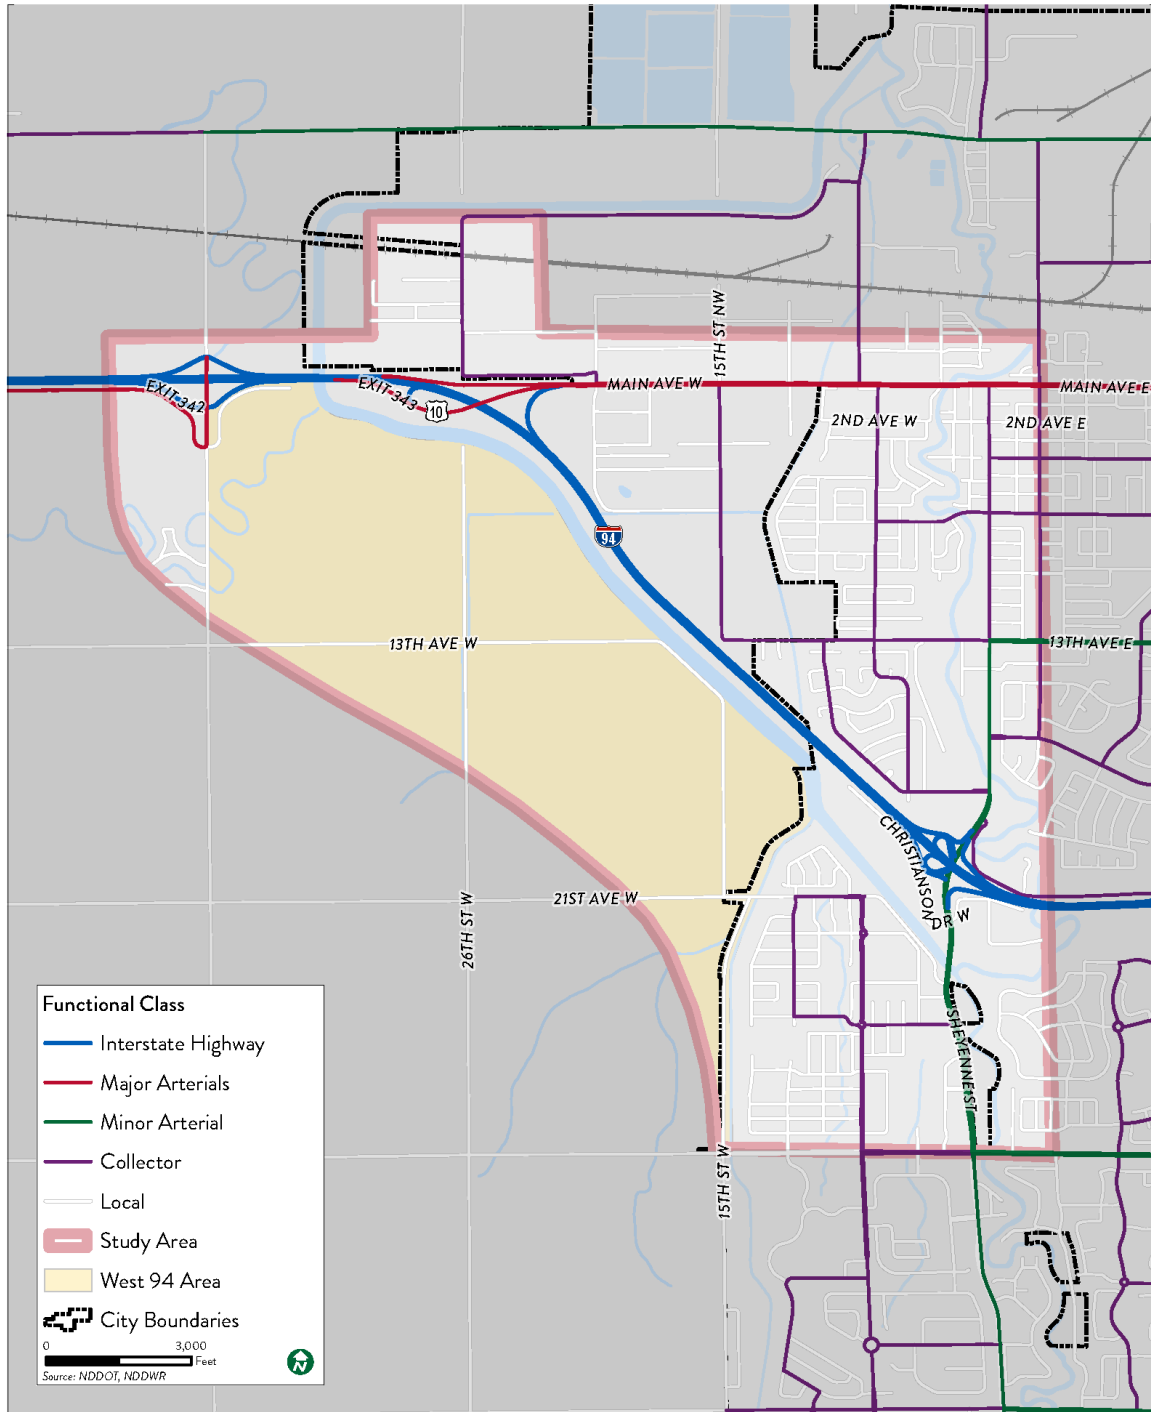 15TH ST NW
EXIT 342
EXIT 343
10
MAIN AVE W
MAIN AVE E
2ND AVE W
2ND AVE E
94
13TH AVE W
13TH AVE E
CHRISTIANSON
DR W
21ST AVE W
26TH ST W
SHEYENNE ST
15TH ST W
Functional Class
Interstate Highway
Major Arterials
Minor Arterial
Collector
Local
Study Area
West 94 Area
City Boundaries
0 3,000
Feet
Source: NDDOT, NDDWR
N